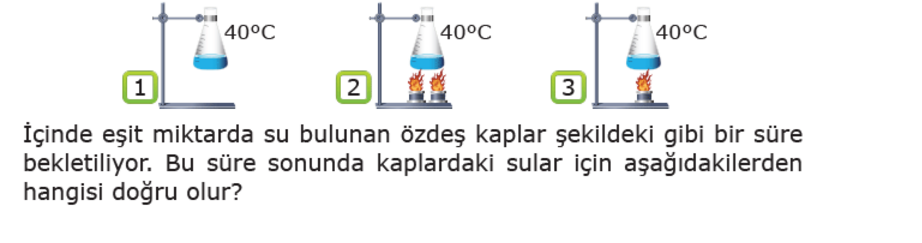 40°C 40°C 40°C
1 2 3
İçinde eşit miktarda su bulunan özdeş kaplar şekildeki gibi bir süre
bekletiliyor. Bu süre sonunda kaplardaki sular için aşağıdakilerden
hangisi doğru olur?